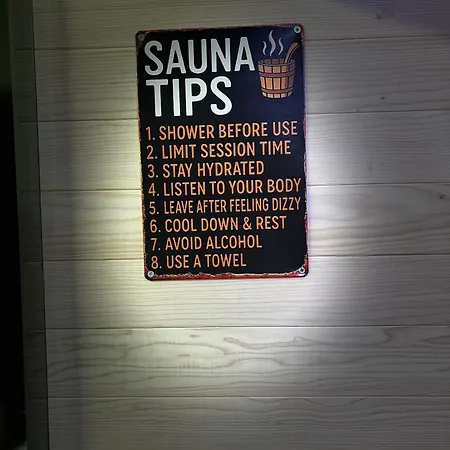 SAUNA
TIPS
1. SHOWER BEFORE USE
2. LIMIT SESSION TIME
3. STAY HYDRATED
4. LISTEN TO YOUR BODY
5. LEAVE AFTER FEELING DIZZY
6. COOL DOWN & REST
7. AVOID ALCOHOL
8. USE A TOWEL